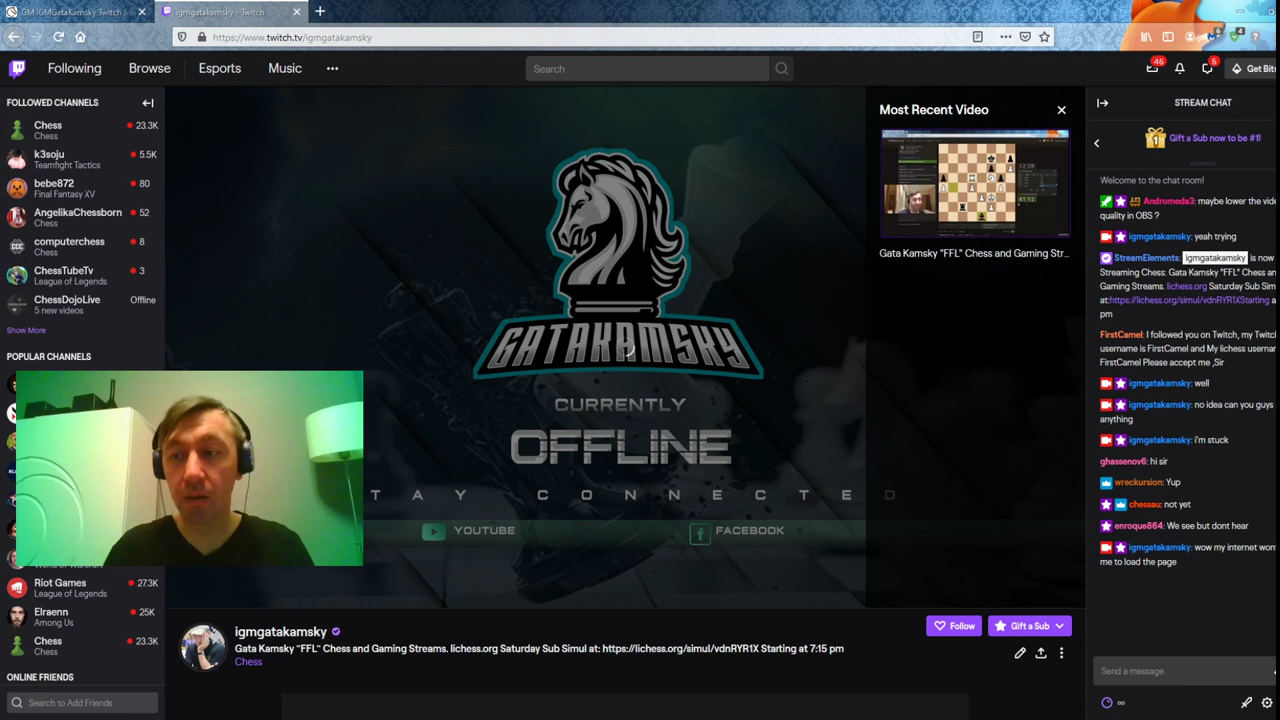 GM IGMGataKamsky Twitch S
igmgatakamsky - Twitch
https://www.twitch.tv/igmgatakamsky
Following
Browse
Esports
Music
Search
46
5
Get Bits
FOLLOWED CHANNELS
Chess
23.3K
Chess
k3soju
5.5K
Teamfight Tactics
bebe872
80
Final Fantasy XV
AngelikaChessborn
52
Chess
computerchess
8
Chess
ChessTubeTv
3
Chess
ChessDojoLive
Offline
5 new videos
Show More
POPULAR CHANNELS
Riot Games
27.3K
League of Legends
Elraenn
25K
Among Us
Chess
23.3K
Chess
ONLINE FRIENDS
Search to Add Friends
GATAKAMSKY
CURRENTLY
OFFLINE
TAY CONNECTED
YOUTUBE
FACEBOOK
Most Recent Video
Gata Kamsky "FFL" Chess and Gaming Str...
igmgatakamsky
Follow
Gift a Sub
Gata Kamsky "FFL" Chess and Gaming Streams. lichess.org Saturday Sub Simul at: https://lichess.org/simul/vdnRYR1X Starting at 7:15 pm
Chess
STREAM CHAT
1
Gift a Sub now to be #1!
Welcome to the chat room!
Andromeda3: maybe lower the vide
quality in OBS ?
igmgatakamsky: yeah trying
StreamElements: igmgatakamsky is now
Streaming Chess: Gata Kamsky "FFL" Chess and
Gaming Streams. lichess.org Saturday Sub Sim
at:https://lichess.org/simul/vdnRYR1XStarting a
pm
FirstCamel: I followed you on Twitch, my Twitc
username is FirstCamel and My lichess userna
FirstCamel Please accept me ,Sir
igmgatakamsky: well
igmgatakamsky: no idea can you guys
anything
igmgatakamsky: i'm stuck
ghassenov6: hi sir
wreckursion: Yup
chessau: not yet
enroque864: We see but dont hear
igmgatakamsky: wow my internet won
me to load the page
Send a message